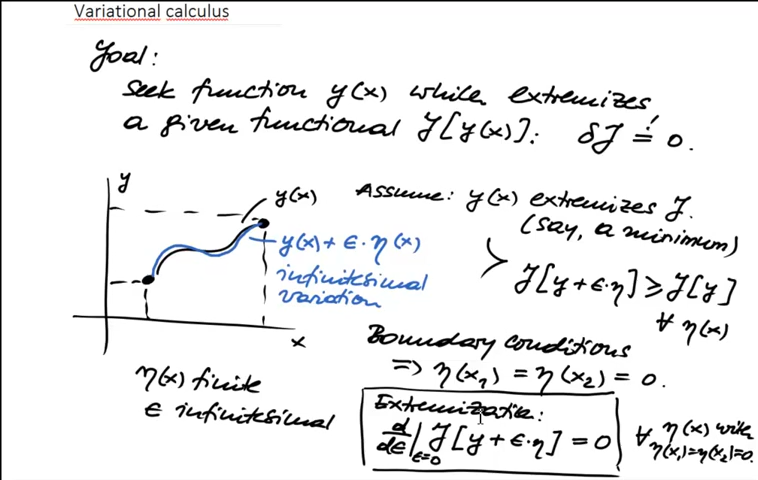 Variational calculus
Goal:
seek function y(x) while extremizes
a given functional J[y(x)]: δJ =! 0.
y
y(x)
Assume: y(x) extremizes J.
(say, a minimum)
y(x) + ϵ·η(x)
infinitesimal
variation
> J[y+ϵ·η] ≥ J[y]
∀ η(x)
x
Boundary conditions
=> η(x₁) = η(x₂) = 0.
η(x) finite
ϵ infinitesimal
Extremization:
d/dϵ|ϵ=0 J[y+ϵ·η] = 0
∀ η(x) with
η(x₁)=η(x₂)=0.